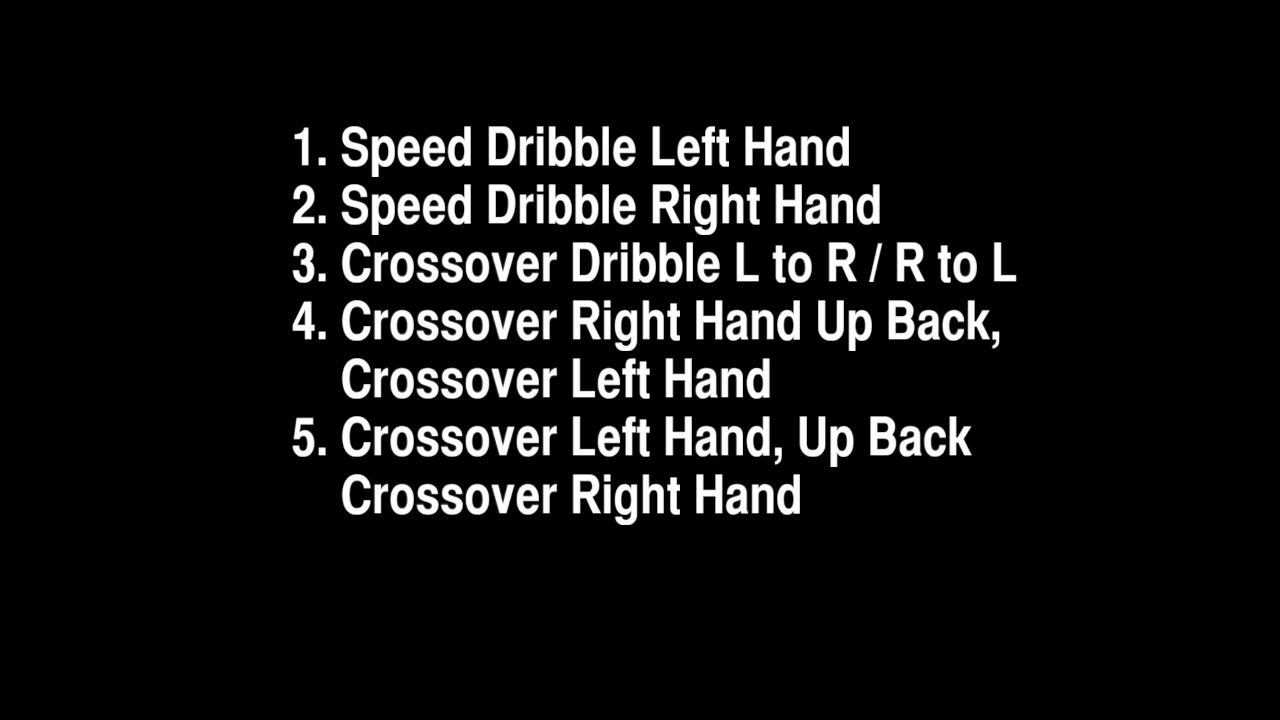 1. Speed Dribble Left Hand
2. Speed Dribble Right Hand
3. Crossover Dribble L to R / R to L
4. Crossover Right Hand Up Back,
Crossover Left Hand
5. Crossover Left Hand, Up Back
Crossover Right Hand